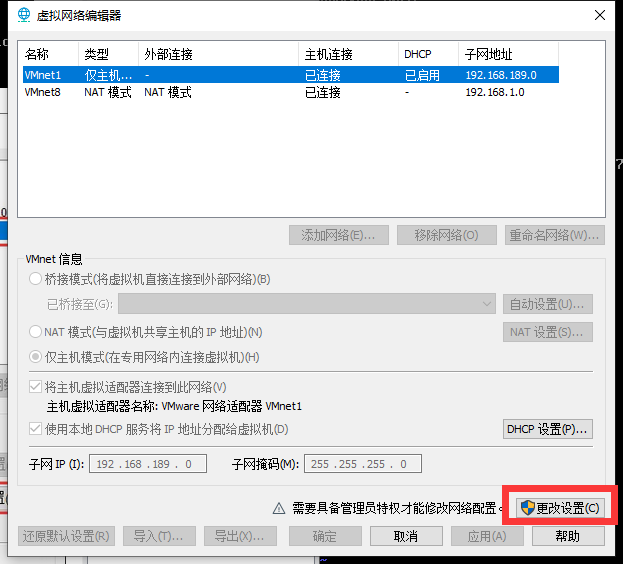 虚拟网络编辑器
名称 类型 外部连接 主机连接 DHCP 子网地址
VMnet1 仅主机... - 已连接 已启用 192.168.189.0
VMnet8 NAT 模式 NAT 模式 已连接 - 192.168.1.0
添加网络(E)... 移除网络(O) 重命名网络(W)...
VMnet 信息
桥接模式(将虚拟机直接连接到外部网络)(B)
已桥接至(G): 自动设置(U)...
NAT 模式(与虚拟机共享主机的 IP 地址)(N) NAT 设置(S)...
仅主机模式(在专用网络内连接虚拟机)(H)
将主机虚拟适配器连接到此网络(V)
主机虚拟适配器名称: VMware 网络适配器 VMnet1
使用本地 DHCP 服务将 IP 地址分配给虚拟机(D) DHCP 设置(P)...
子网 IP (I): 192 . 168 . 189 . 0 子网掩码(M): 255 . 255 . 255 . 0
需要具备管理员特权才能修改网络配置。 更改设置(C)
还原默认设置(R) 导入(T)... 导出(X)... 确定 取消 应用(A) 帮助